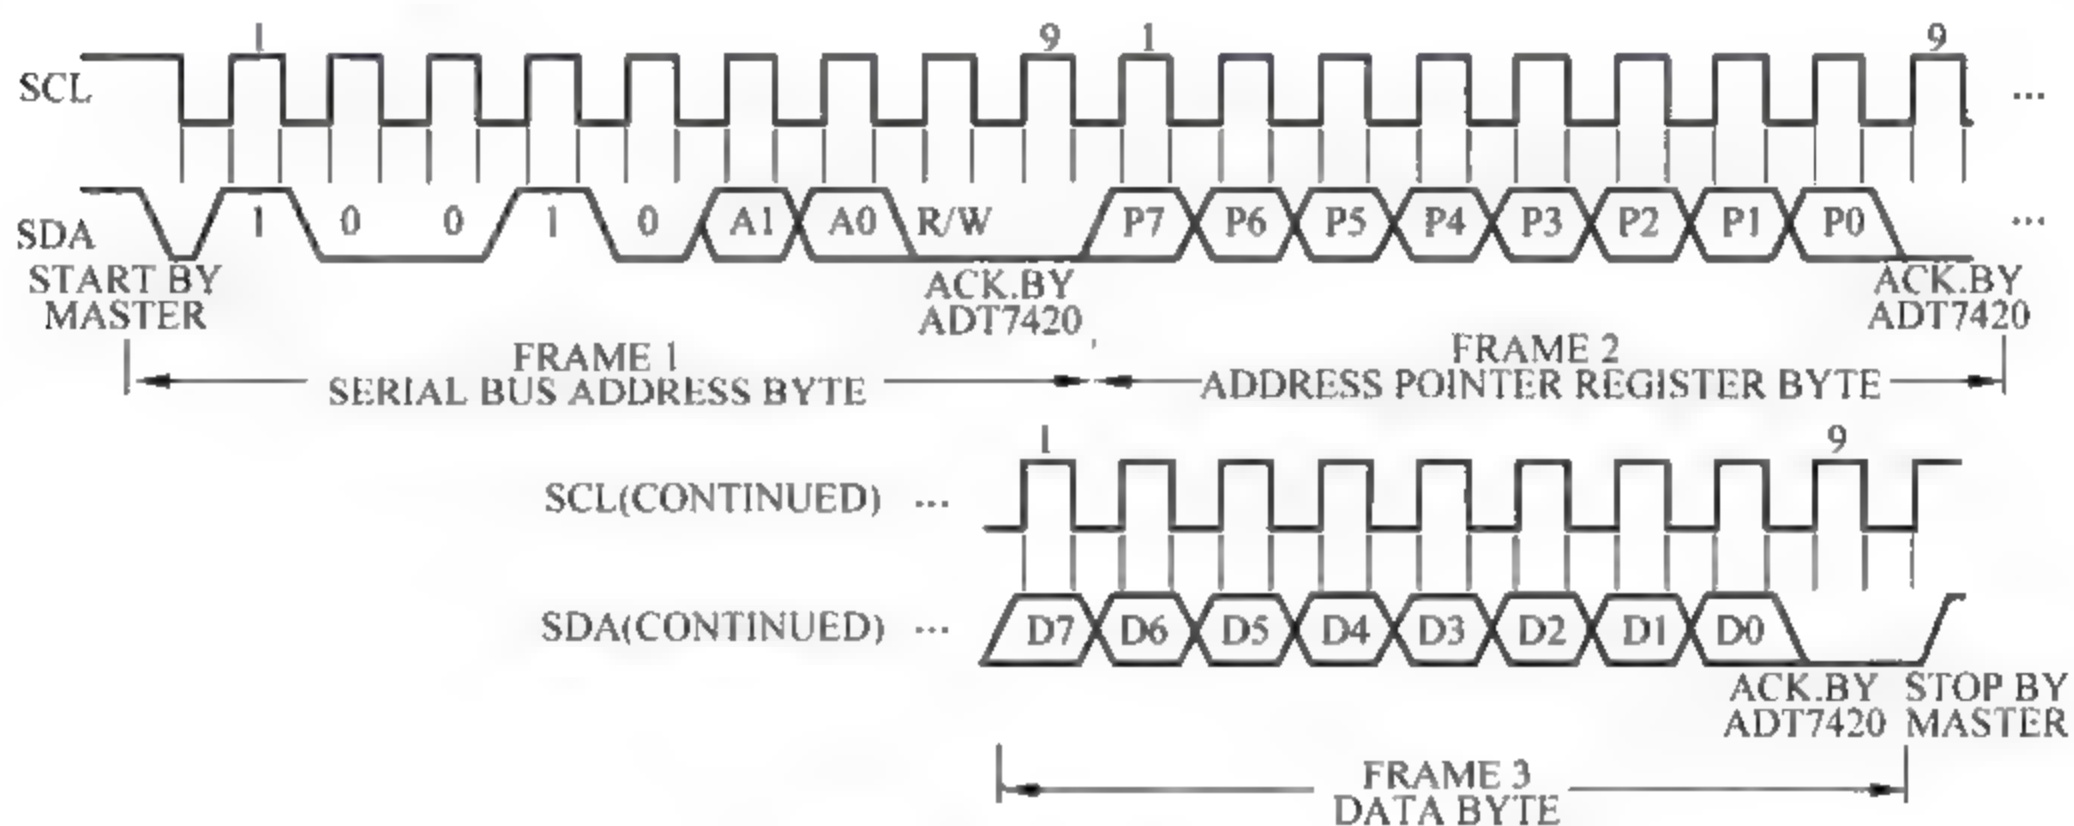 1 9 1 9
SCL ...
SDA 1 0 0 1 0 A1 A0 R/W P7 P6 P5 P4 P3 P2 P1 P0 ...
START BY
MASTER
ACK.BY
ADT7420
ACK.BY
ADT7420
FRAME 1
SERIAL BUS ADDRESS BYTE
FRAME 2
ADDRESS POINTER REGISTER BYTE
1 9
SCL(CONTINUED) ...
SDA(CONTINUED) ... D7 D6 D5 D4 D3 D2 D1 D0
ACK.BY
ADT7420
STOP BY
MASTER
FRAME 3
DATA BYTE